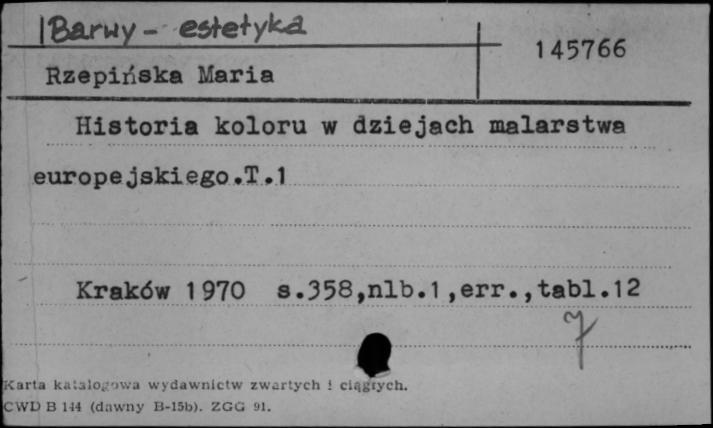 Barwy - estetyka
145766
Rzepińska Maria
Historia koloru w dziejach malarstwa
europejskiego.T.1
Kraków 1970 s.358,nlb.1,err.,tabl.12
7
Karta katalogowa wydawnictw zwartych i ciągłych.
CWD B 144 (dawny B-15b). ZGG 91.